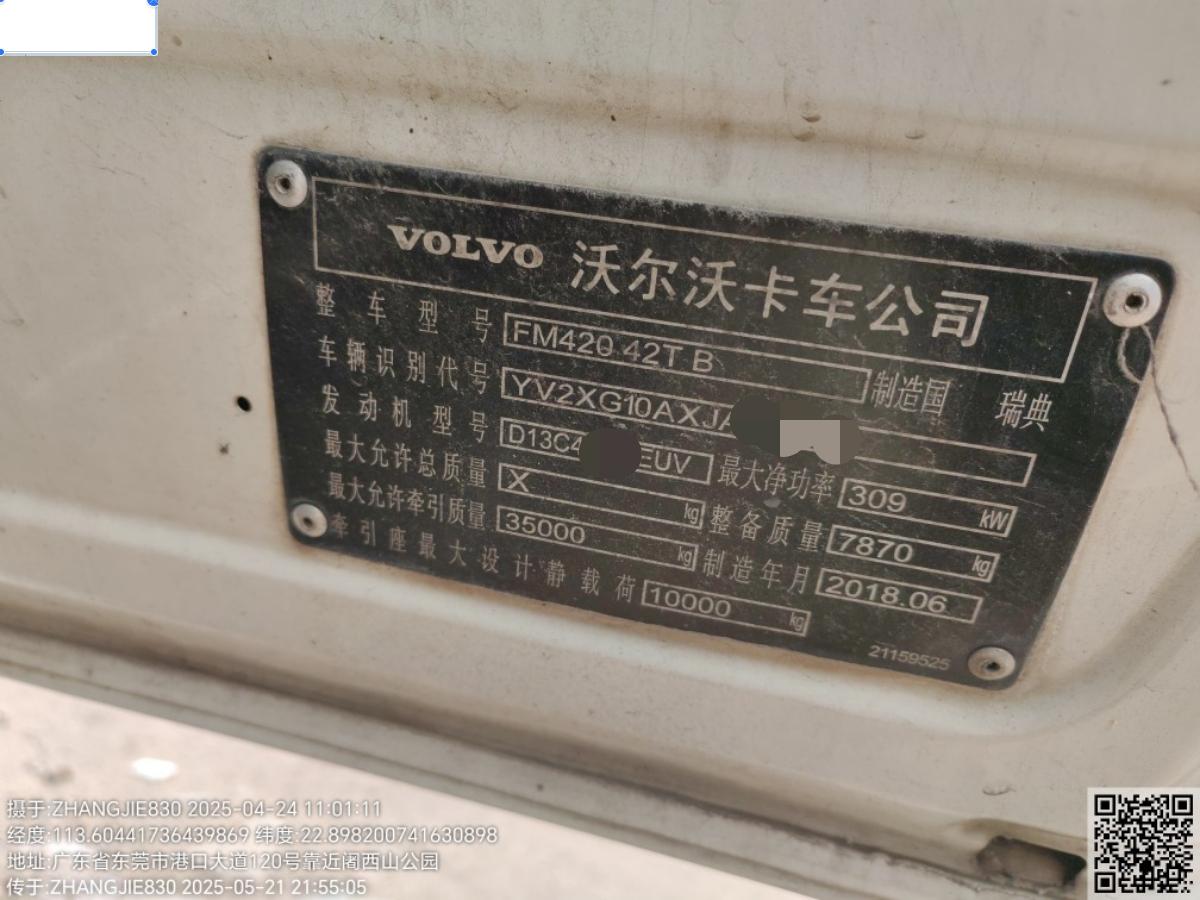 VOLVO 沃尔沃卡车公司
整车型号 FM420 42T B 制造国 瑞典
车辆识别代号 YV2XG10AXJA
发动机型号 D13C4 EUV 最大净功率 309 kW
最大允许总质量 X kg 整备质量 7870 kg
最大允许牵引质量 35000 kg 制造年月 2018.06
牵引座最大设计静载荷 10000 kg
21159525
摄于:ZHANGJIE830 2025-04-24 11:01:11
经度:113.60441736439869 纬度:22.898200741630898
地址:广东省东莞市港口大道120号靠近阁西山公园
传于:ZHANGJIE830 2025-05-21 21:55:05